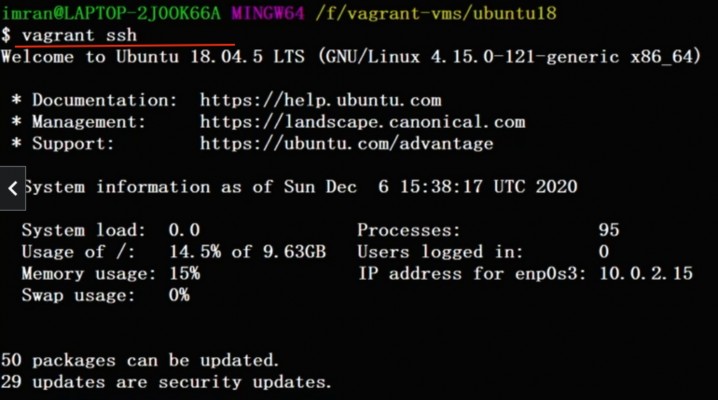 imran@LAPTOP-2J00K66A MINGW64 /f/vagrant-vms/ubuntu18
$ vagrant ssh
Welcome to Ubuntu 18.04.5 LTS (GNU/Linux 4.15.0-121-generic x86_64)
* Documentation: https://help.ubuntu.com
* Management: https://landscape.canonical.com
* Support: https://ubuntu.com/advantage
System information as of Sun Dec 6 15:38:17 UTC 2020
System load: 0.0 Processes: 95
Usage of /: 14.5% of 9.63GB Users logged in: 0
Memory usage: 15% IP address for enp0s3: 10.0.2.15
Swap usage: 0%
50 packages can be updated.
29 updates are security updates.